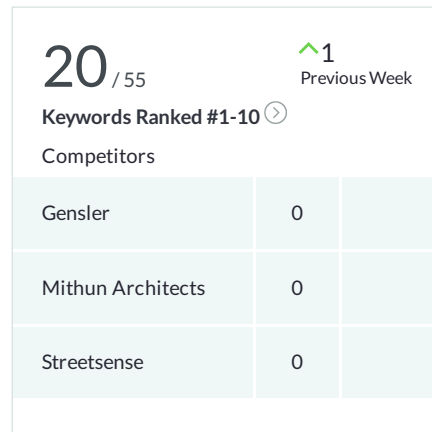 20 / 55
1
Previous Week
Keywords Ranked #1-10
Competitors
Gensler 0
Mithun Architects 0
Streetsense 0